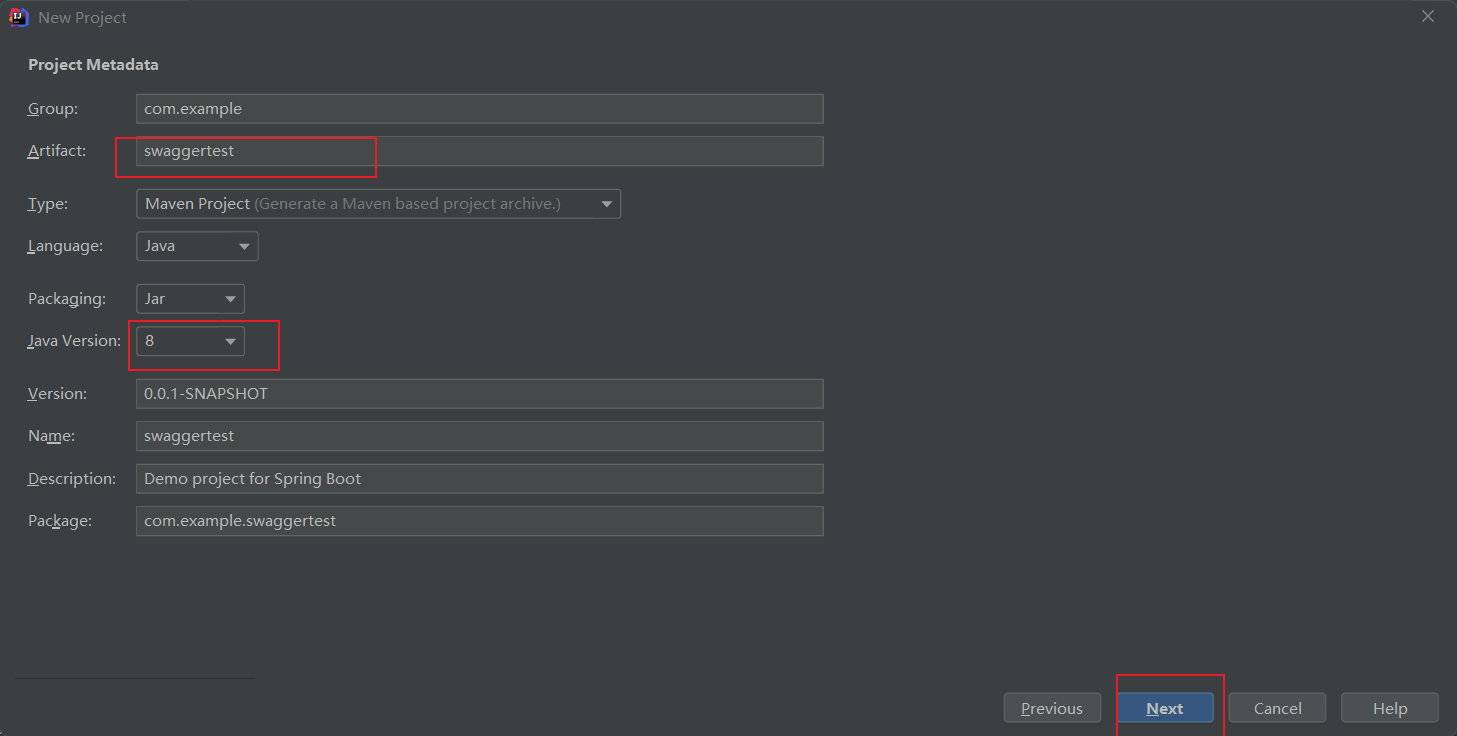 New Project
Project Metadata
Group: com.example
Artifact: swaggertest
Type: Maven Project (Generate a Maven based project archive.)
Language: Java
Packaging: Jar
Java Version: 8
Version: 0.0.1-SNAPSHOT
Name: swaggertest
Description: Demo project for Spring Boot
Package: com.example.swaggertest
Previous Next Cancel Help